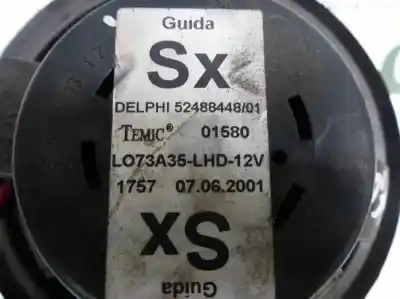 Guida
Sx
DELPHI 52488448/01
TEMIC® 01580
LO73A35-LHD-12V
1757 07.06.2001
Sx
Guida